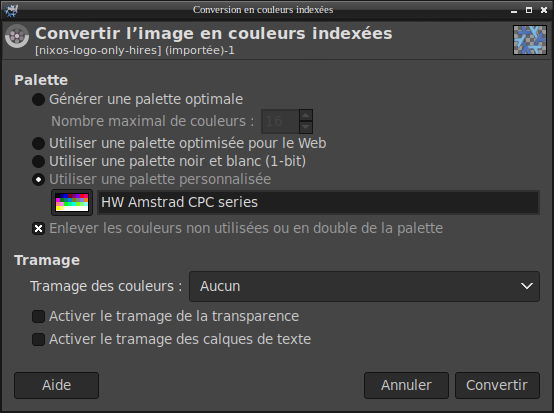 Conversion en couleurs indexées
Convertir l’image en couleurs indexées
[nixos-logo-only-hires] (importée)-1
Palette
Générer une palette optimale
Nombre maximal de couleurs : 16
Utiliser une palette optimisée pour le Web
Utiliser une palette noir et blanc (1-bit)
Utiliser une palette personnalisée
HW Amstrad CPC series
Enlever les couleurs non utilisées ou en double de la palette
Tramage
Tramage des couleurs : Aucun
Activer le tramage de la transparence
Activer le tramage des calques de texte
Aide Annuler Convertir